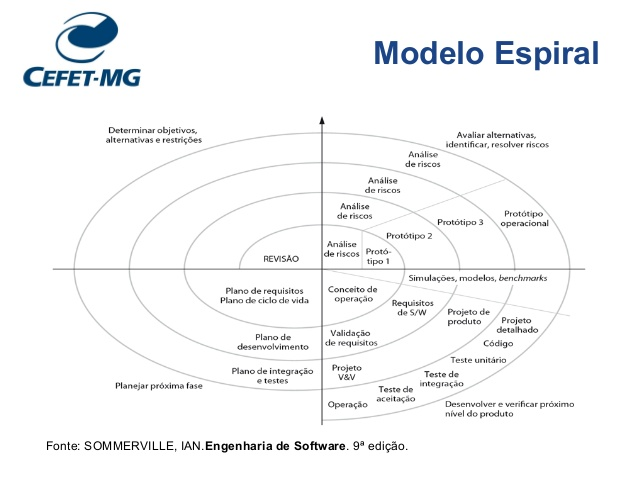 CEFET-MG
Modelo Espiral
Determinar objetivos,
alternativas e restrições
Avaliar alternativas,
identificar, resolver riscos
Análise
de riscos
Análise
de riscos
Análise
de riscos
Análise
de riscos
Protótipo
operacional
Protótipo 3
Protótipo 2
Protó-
tipo 1
REVISÃO
Simulações, modelos, benchmarks
Plano de requisitos
Plano de ciclo de vida
Conceito de
operação
Requisitos
de S/W
Projeto de
produto
Projeto
detalhado
Plano de
desenvolvimento
Validação
de requisitos
Código
Teste unitário
Plano de integração
e testes
Projeto
V&V
Teste de
integração
Planejar próxima fase
Teste de
aceitação
Operação
Desenvolver e verificar próximo
nível do produto
Fonte: SOMMERVILLE, IAN.Engenharia de Software. 9ª edição.